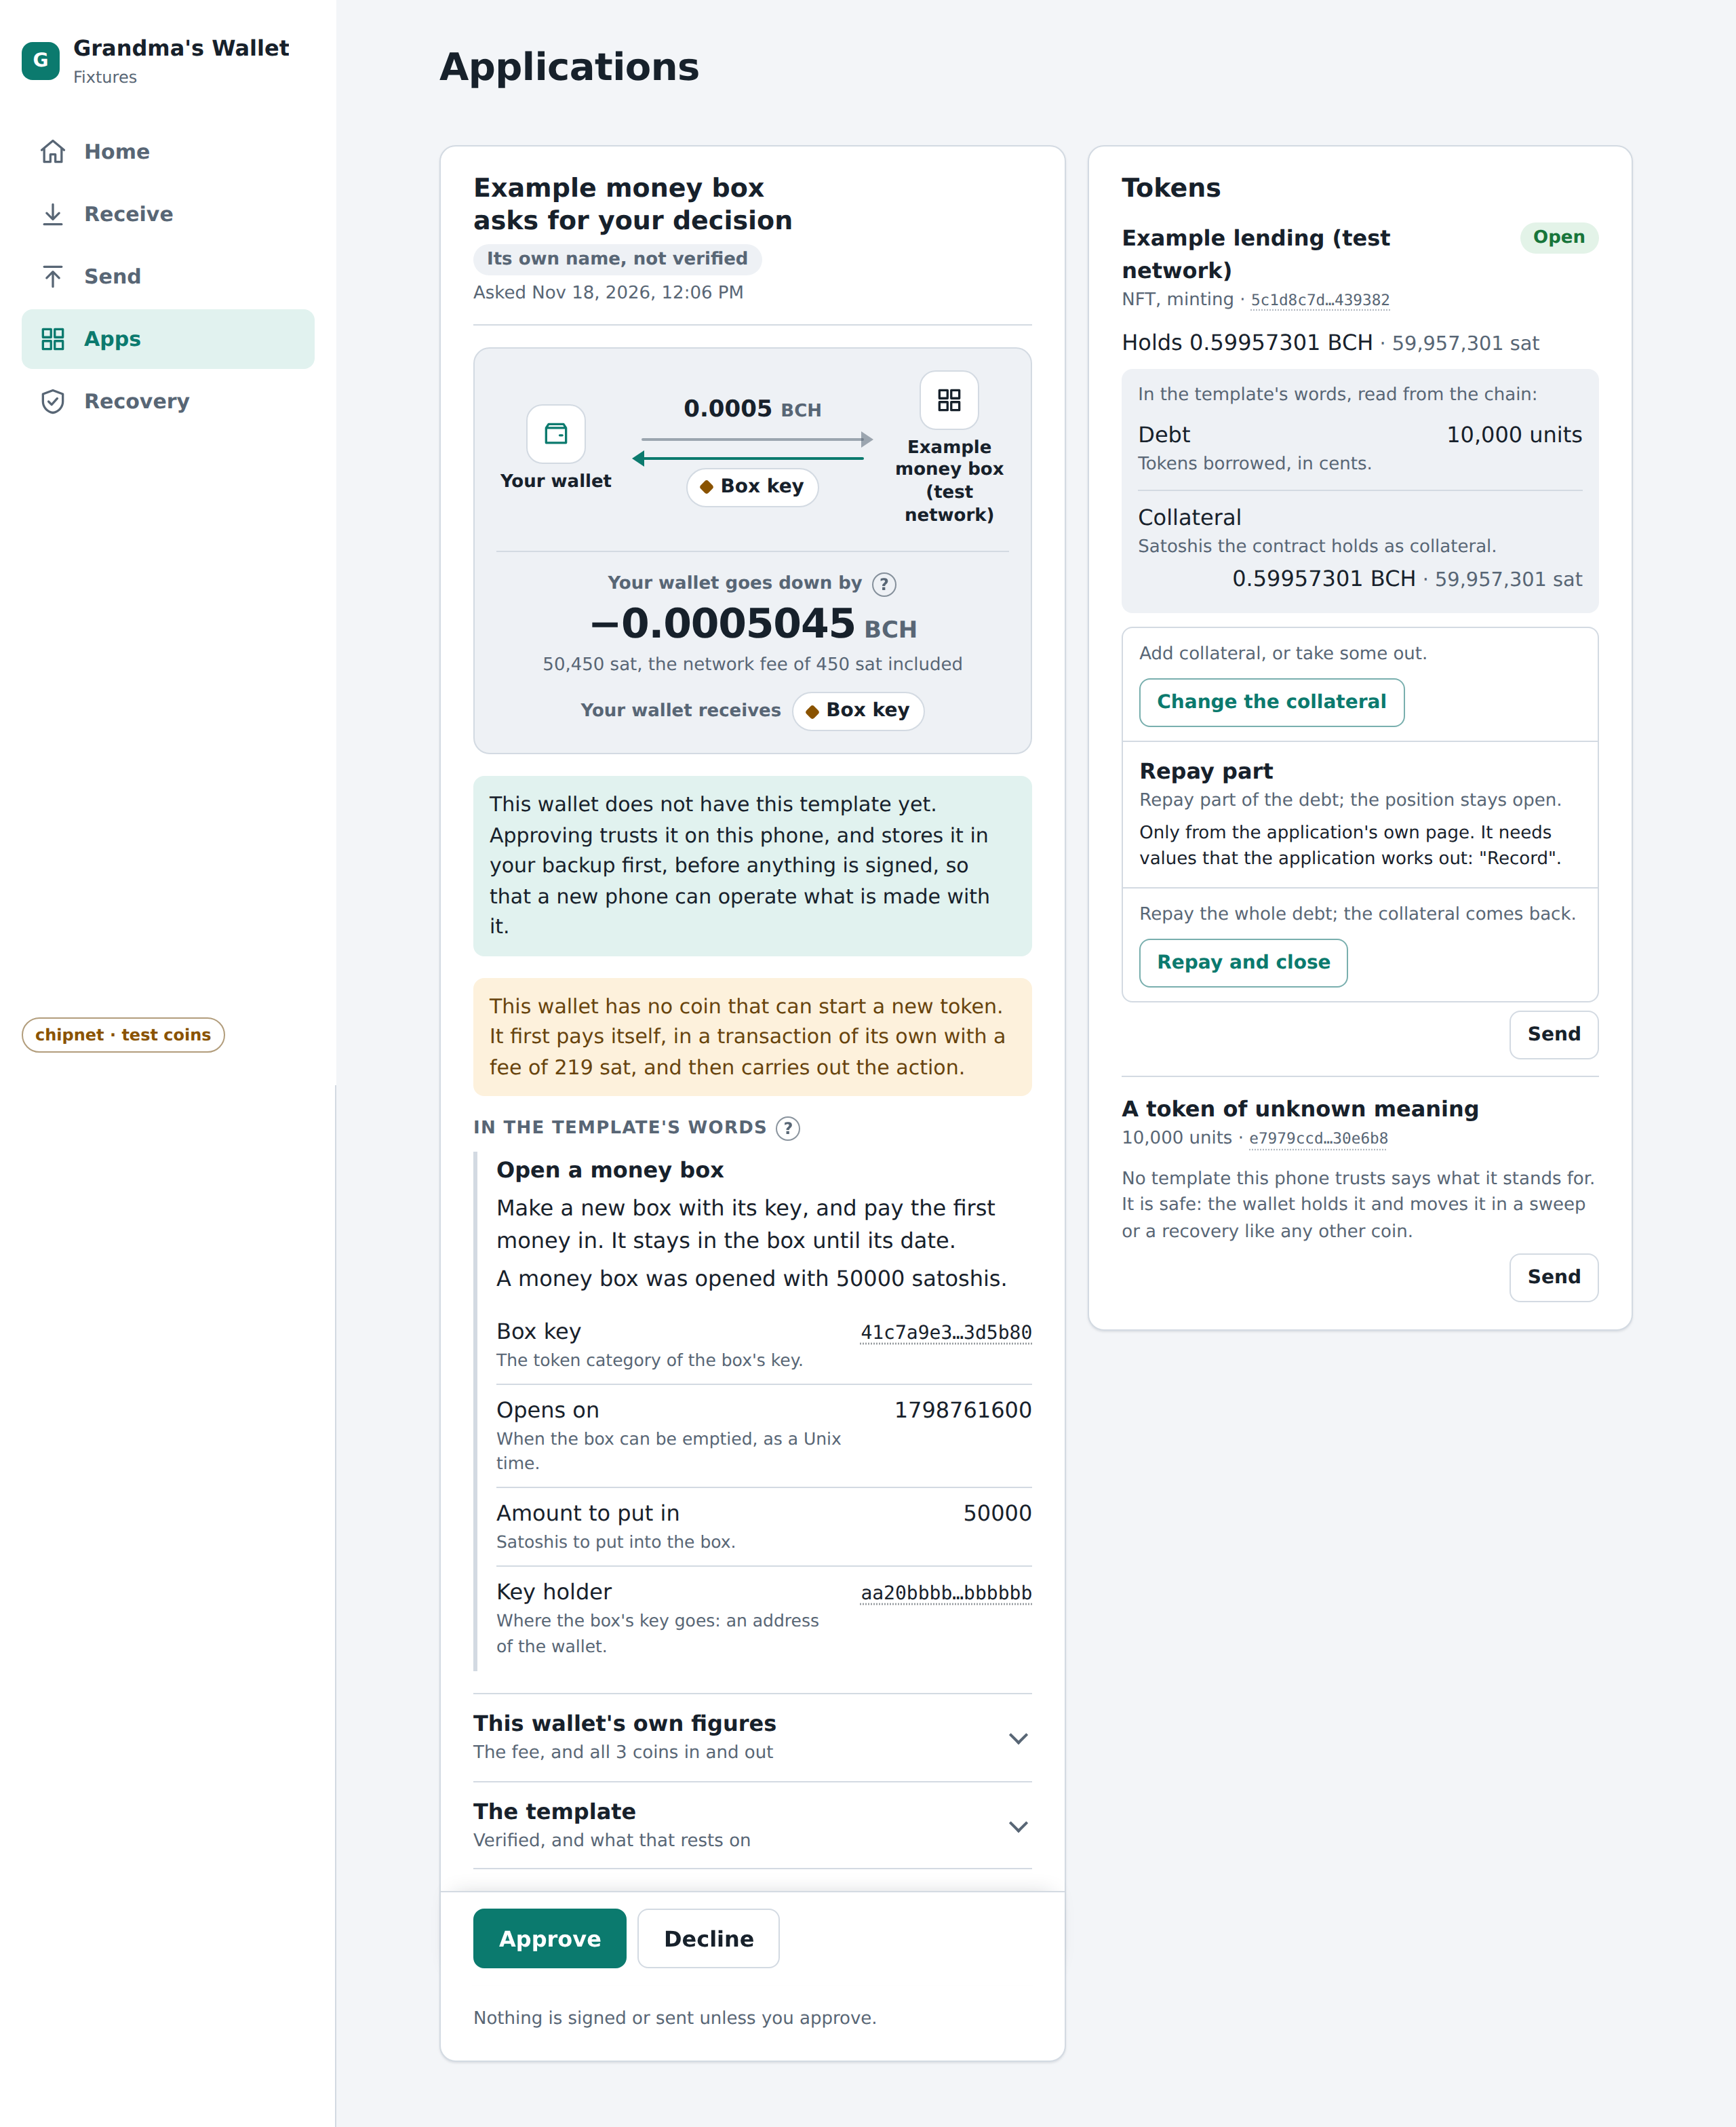 G
Grandma's Wallet
Fixtures
Home
Receive
Send
Apps
Recovery
chipnet · test coins
Applications
Example money box
asks for your decision
Its own name, not verified
Asked Nov 18, 2026, 12:06 PM
Your wallet
0.0005 BCH
Box key
Example
money box
(test
network)
Your wallet goes down by ?
−0.0005045 BCH
50,450 sat, the network fee of 450 sat included
Your wallet receives Box key
This wallet does not have this template yet.
Approving trusts it on this phone, and stores it in
your backup first, before anything is signed, so
that a new phone can operate what is made with
it.
This wallet has no coin that can start a new token.
It first pays itself, in a transaction of its own with a
fee of 219 sat, and then carries out the action.
IN THE TEMPLATE'S WORDS ?
Open a money box
Make a new box with its key, and pay the first
money in. It stays in the box until its date.
A money box was opened with 50000 satoshis.
Box key 41c7a9e3…3d5b80
The token category of the box's key.
Opens on 1798761600
When the box can be emptied, as a Unix
time.
Amount to put in 50000
Satoshis to put into the box.
Key holder aa20bbbb…bbbbbb
Where the box's key goes: an address
of the wallet.
This wallet's own figures
The fee, and all 3 coins in and out
The template
Verified, and what that rests on
Approve Decline
Nothing is signed or sent unless you approve.
Tokens
Example lending (test
network)
Open
NFT, minting · 5c1d8c7d…439382
Holds 0.59957301 BCH · 59,957,301 sat
In the template's words, read from the chain:
Debt 10,000 units
Tokens borrowed, in cents.
Collateral
Satoshis the contract holds as collateral.
0.59957301 BCH · 59,957,301 sat
Add collateral, or take some out.
Change the collateral
Repay part
Repay part of the debt; the position stays open.
Only from the application's own page. It needs
values that the application works out: "Record".
Repay the whole debt; the collateral comes back.
Repay and close
Send
A token of unknown meaning
10,000 units · e7979ccd…30e6b8
No template this phone trusts says what it stands for.
It is safe: the wallet holds it and moves it in a sweep
or a recovery like any other coin.
Send